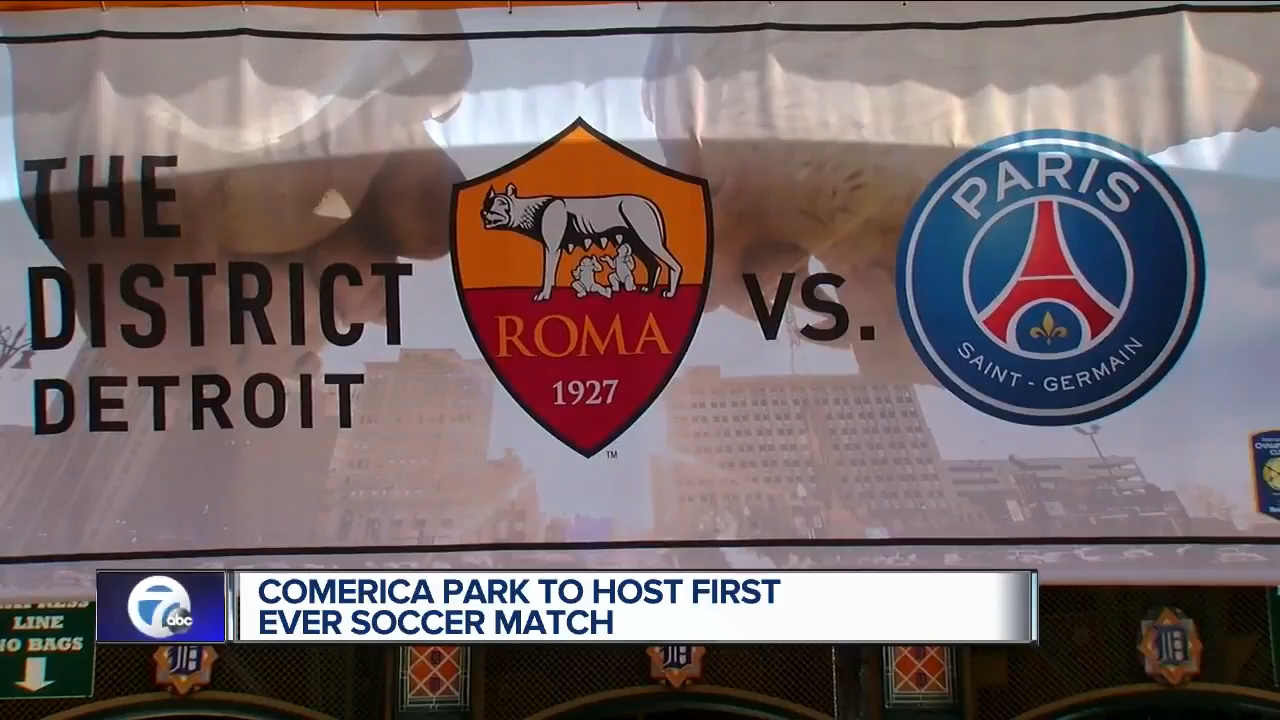 THE
DISTRICT
DETROIT
ROMA
1927
TM
VS.
PARIS
SAINT-GERMAIN
7
abc
COMERICA PARK TO HOST FIRST
EVER SOCCER MATCH
LINE
NO BAGS